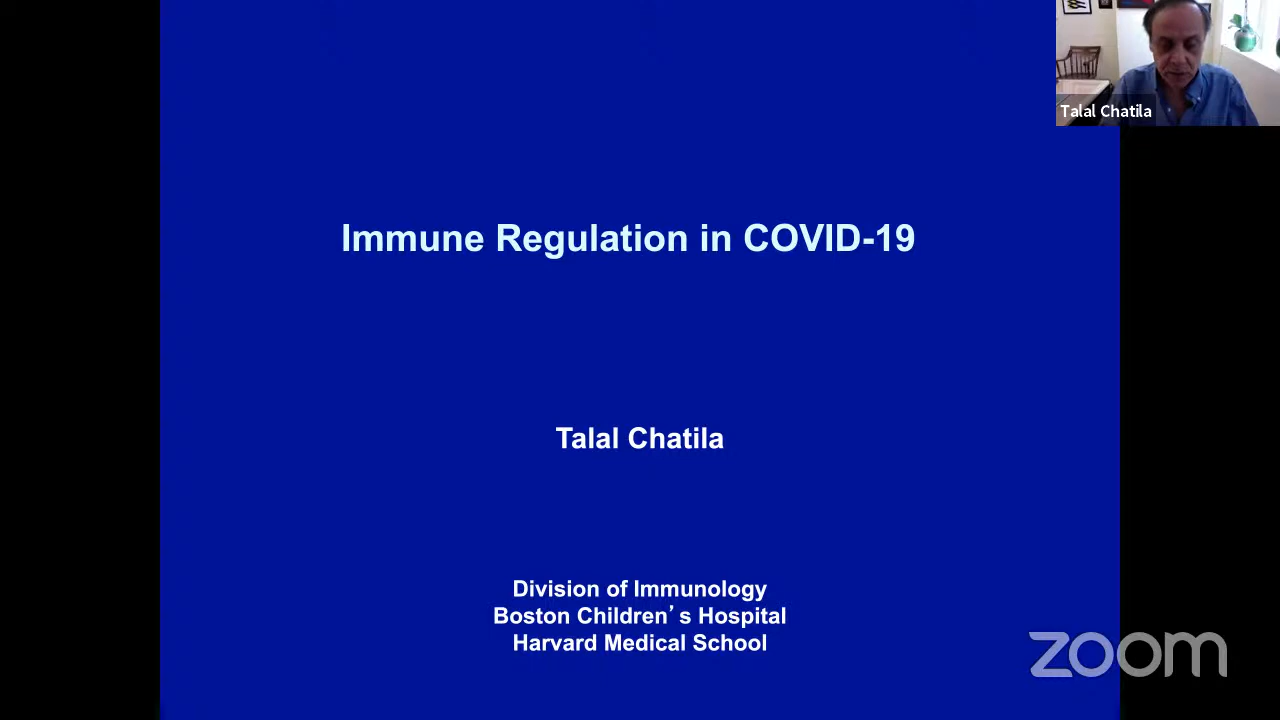 Talal Chatila
Immune Regulation in COVID-19
Talal Chatila
Division of Immunology
Boston Children’s Hospital
Harvard Medical School
zoom